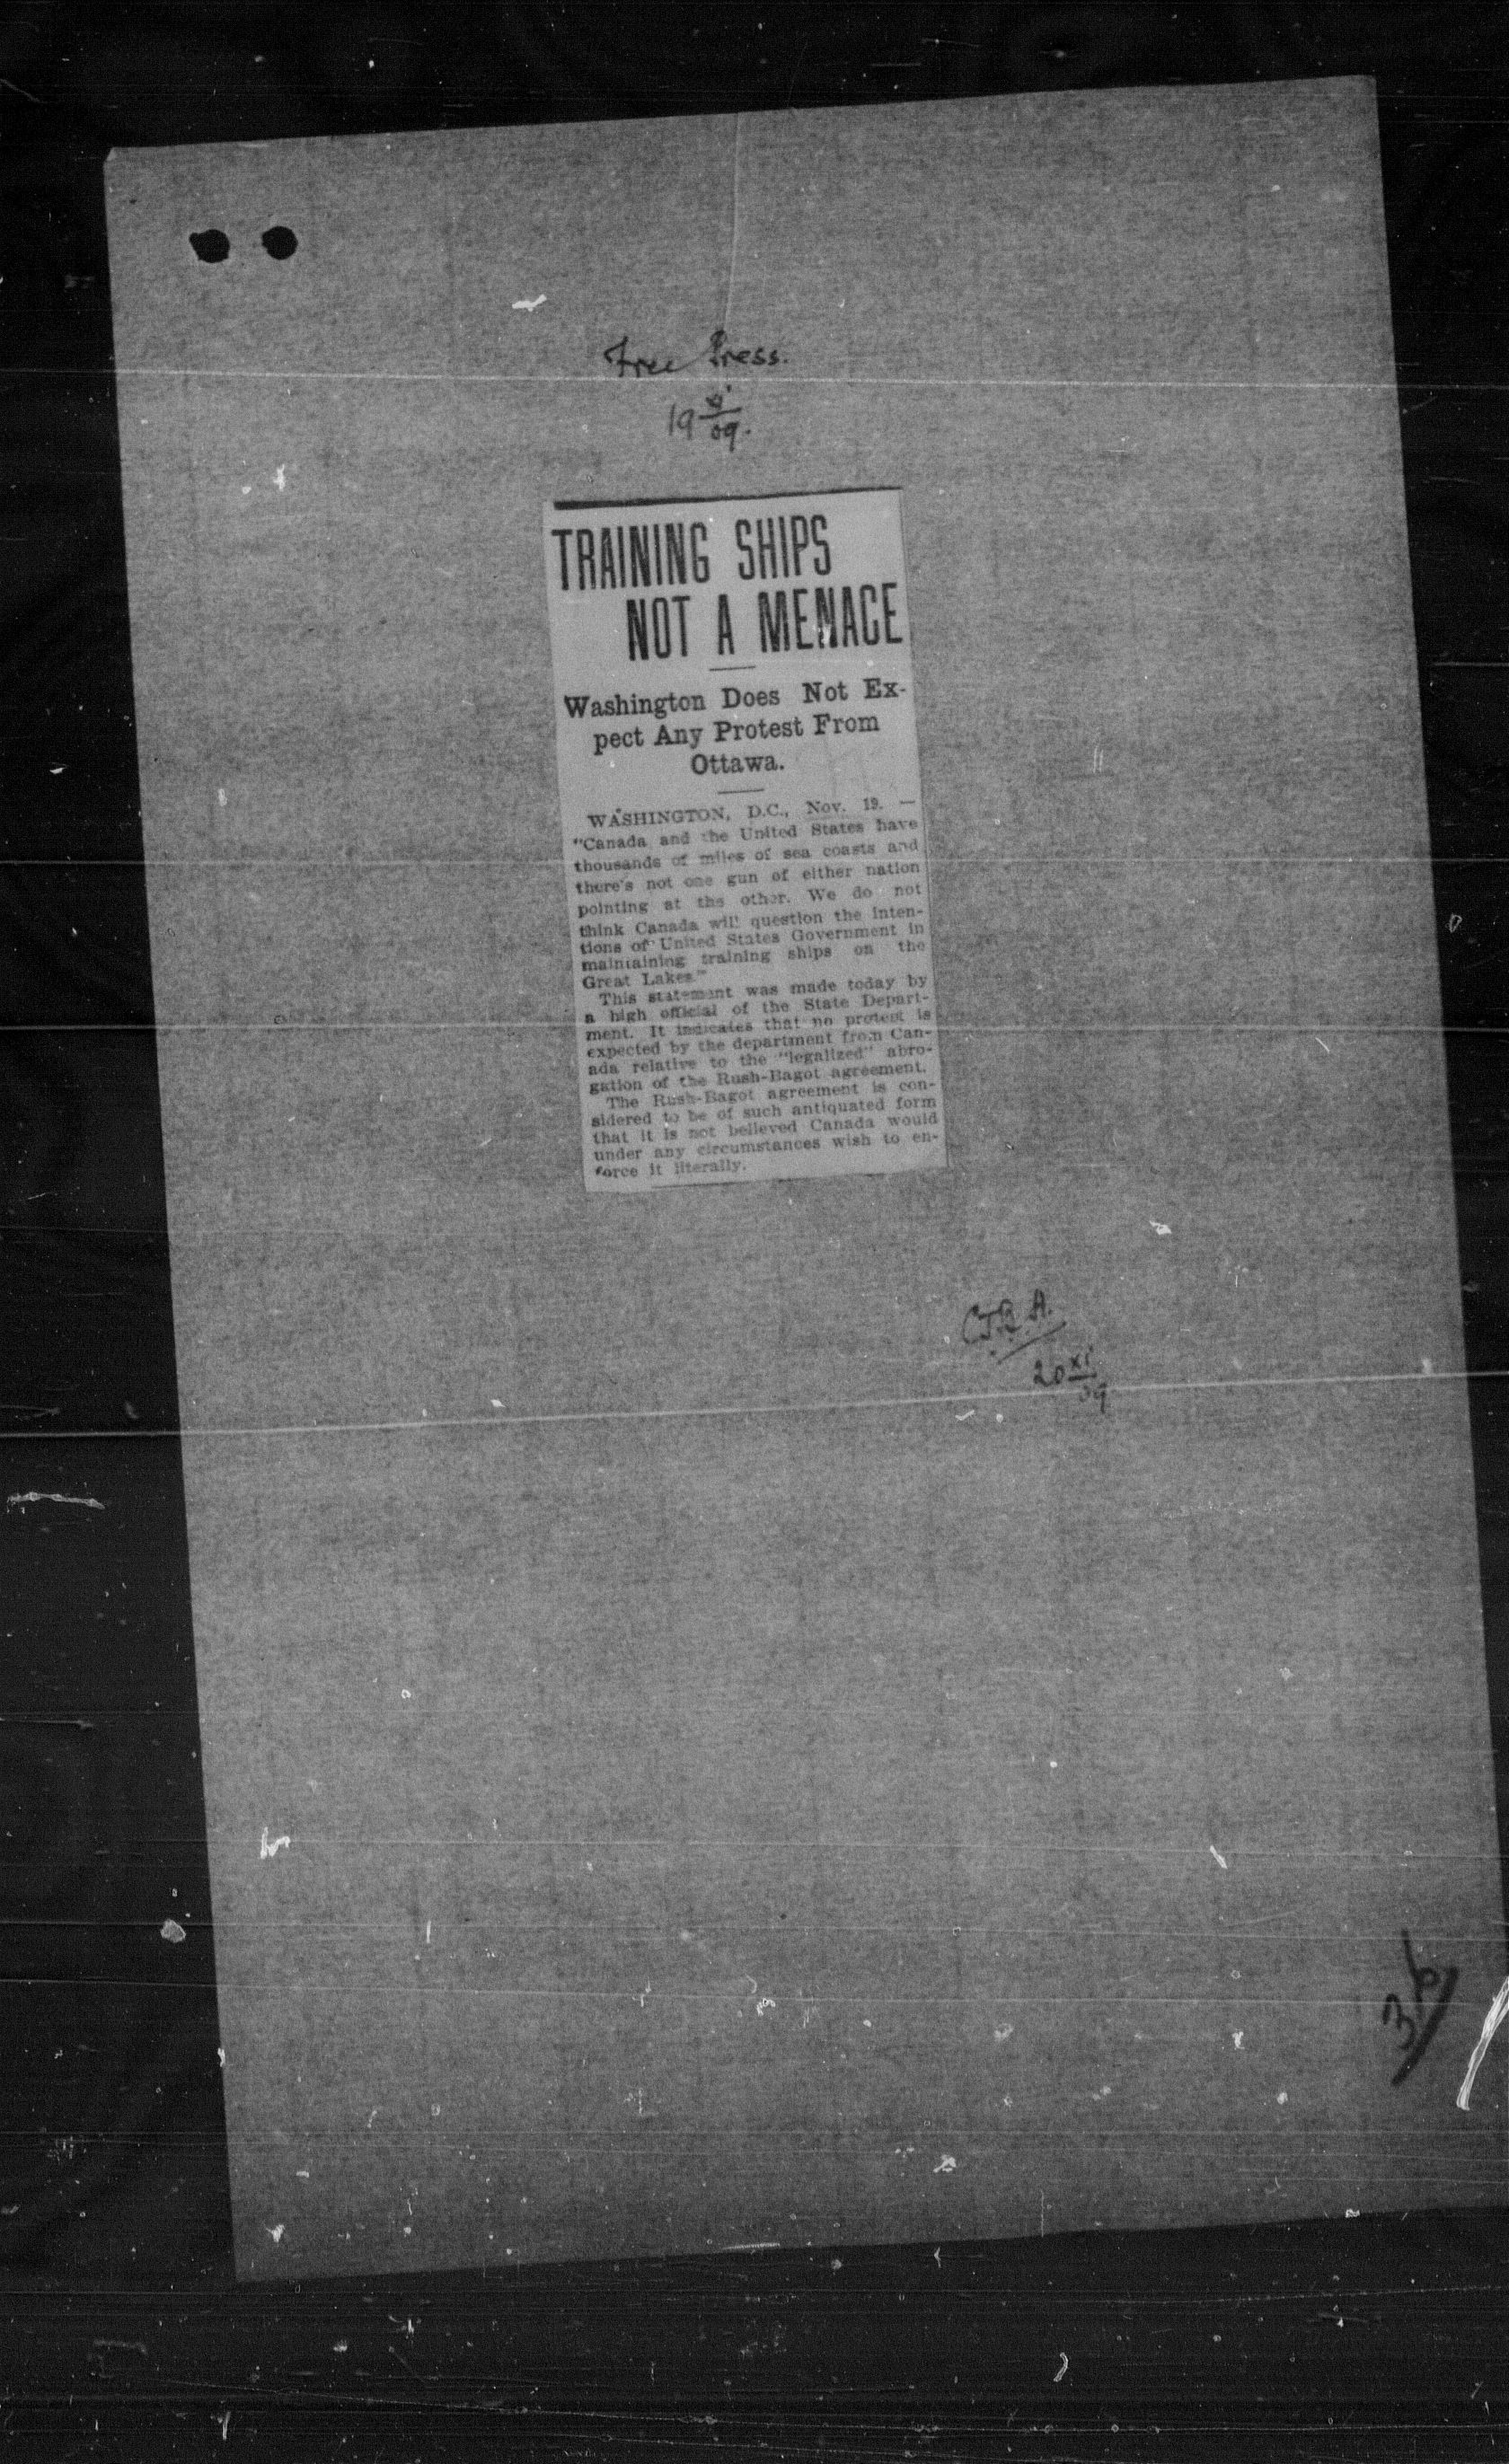 Free Press.
19 xi/09.
TRAINING SHIPS
NOT A MENACE
Washington Does Not Ex-
pect Any Protest From
Ottawa.
WASHINGTON, D.C., Nov. 19. —
"Canada and the United States have
thousands of miles of sea coasts and
there's not one gun of either nation
pointing at the other. We do not
think Canada will question the inten-
tions of United States Government in
maintaining training ships on the
Great Lakes."
This statement was made today by
a high official of the State Depart-
ment. It indicates that no protest is
expected by the department from Can-
ada relative to the "legalized" abro-
gation of the Rush-Bagot agreement.
The Rush-Bagot agreement is con-
sidered to be of such antiquated form
that it is not believed Canada would
under any circumstances wish to en-
force it literally.
20 xi/09